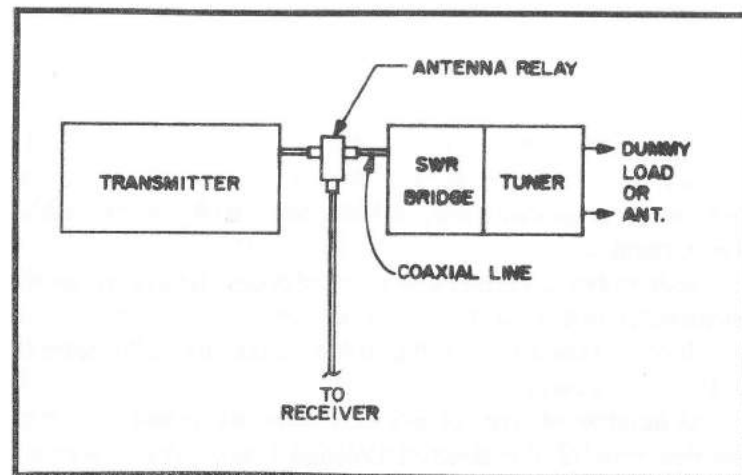 ANTENNA RELAY
TRANSMITTER
SWR
BRIDGE
TUNER
DUMMY
LOAD
OR
ANT.
COAXIAL LINE
TO
RECEIVER